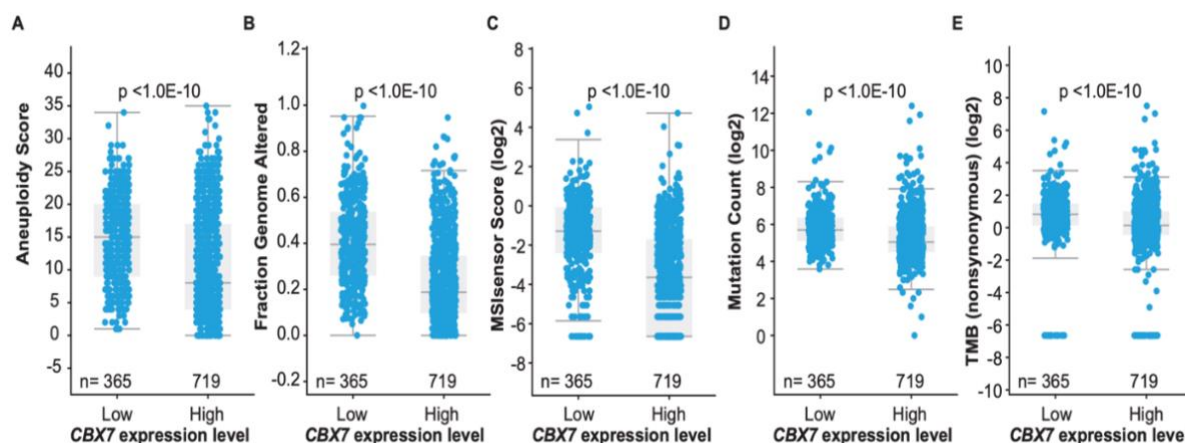 A
Aneuploidy Score
40
35
30
25
20
15
10
5
0
-5
p <1.0E-10
n= 365 719
Low High
CBX7 expression level
B
Fraction Genome Altered
1.2
1.0
0.8
0.6
0.4
0.2
0.0
-0.2
p <1.0E-10
n= 365 719
Low High
CBX7 expression level
C
MSIsensor Score (log2)
8
6
4
2
0
-2
-4
-6
-8
p <1.0E-10
n= 365 719
Low High
CBX7 expression level
D
Mutation Count (log2)
14
12
10
8
6
4
2
0
p <1.0E-10
n= 365 719
Low High
CBX7 expression level
E
TMB (nonsynonymous) (log2)
10
8
6
4
2
0
-2
-4
-6
-8
-10
p <1.0E-10
n= 365 719
Low High
CBX7 expression level